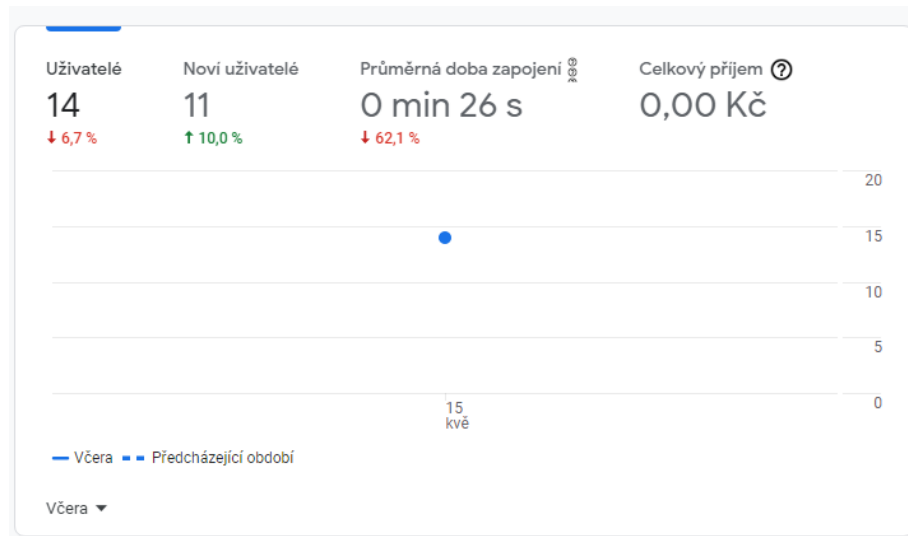 Uživatelé
14
↓ 6,7 %
Noví uživatelé
11
↑ 10,0 %
Průměrná doba zapojení
0 min 26 s
↓ 62,1 %
Celkový příjem
0,00 Kč
20
15
10
5
0
15
kvě
Včera Předcházející období
Včera